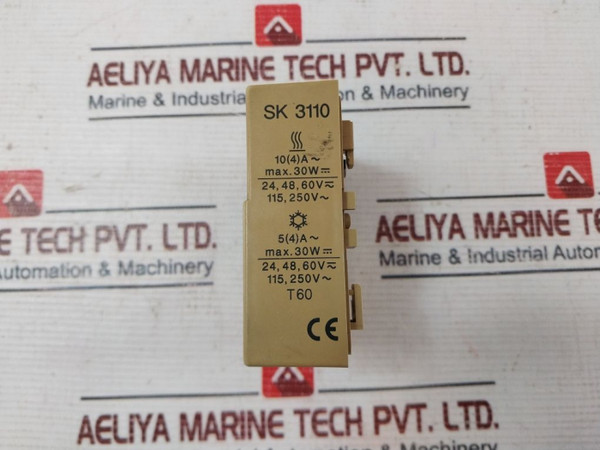 AELIYA MARINE TECH PVT. LTD.
Marine & Industrial
on & Machinery
SK 3110
10(4)A ~
max.30W ⎓
24,48,60V ≂
115,250V ~
5(4)A ~
max.30W ⎓
24,48,60V ≂
115,250V ~
T60
CE
E TECH PVT. LTD.
Automation & Machinery
AELIYA MARINE TE
Marine & Industrial Auto
AELIYA MARINE TECH PVT. LTD.